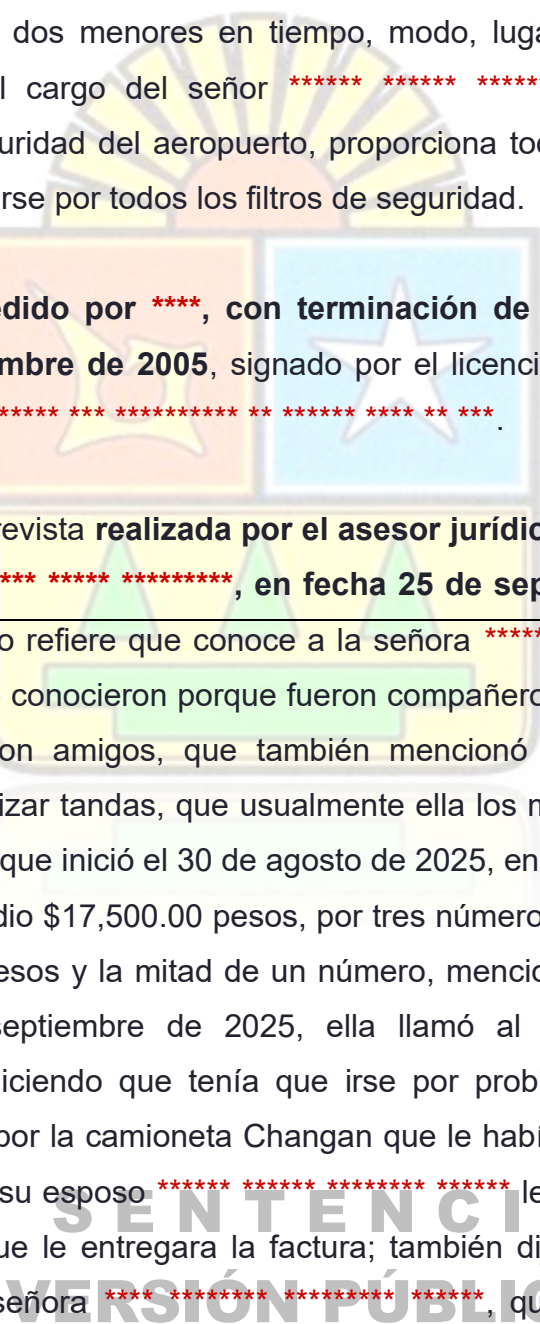 dos menores en tiempo, modo, luga
l cargo del señor ****** ****** ******
uridad del aeropuerto, proporciona to
rse por todos los filtros de seguridad.
edido por ****, con terminación de
mbre de 2005, signado por el licenci
***** *** ********** ** ****** **** ** ***.
revista realizada por el asesor jurídic
*** ***** *********, en fecha 25 de sep
o refiere que conoce a la señora *****
conocieron porque fueron compañero
on amigos, que también mencionó
izar tandas, que usualmente ella los m
que inició el 30 de agosto de 2025, en
dio $17,500.00 pesos, por tres número
esos y la mitad de un número, mencio
septiembre de 2025, ella llamó al
iciendo que tenía que irse por prob
por la camioneta Changan que le habí
su esposo ****** ****** ******** ****** le
ue le entregara la factura; también di
señora **** ******** ********* ******, qu
SENTENCI
VERSIÓN PÚBLIC